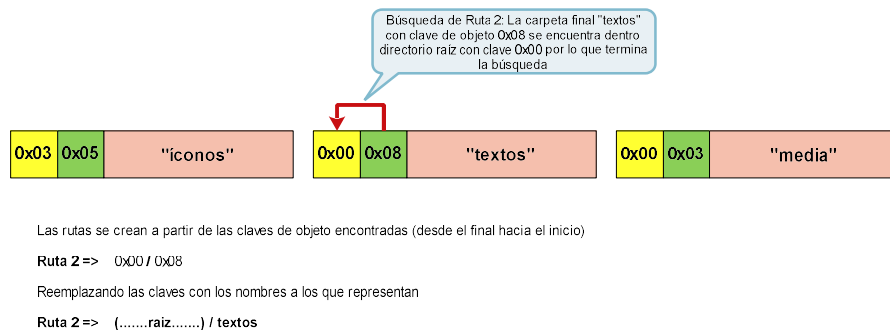 Búsqueda de Ruta 2: La carpeta final "textos"
con clave de objeto 0x08 se encuentra dentro
directorio raíz con clave 0x00 por lo que termina
la búsqueda
0x03 0x05 "íconos" 0x00 0x08 "textos" 0x00 0x03 "media"
Las rutas se crean a partir de las claves de objeto encontradas (desde el final hacia el inicio)
Ruta 2 => 0x00 / 0x08
Reemplazando las claves con los nombres a los que representan
Ruta 2 => (.......raiz.......) / textos